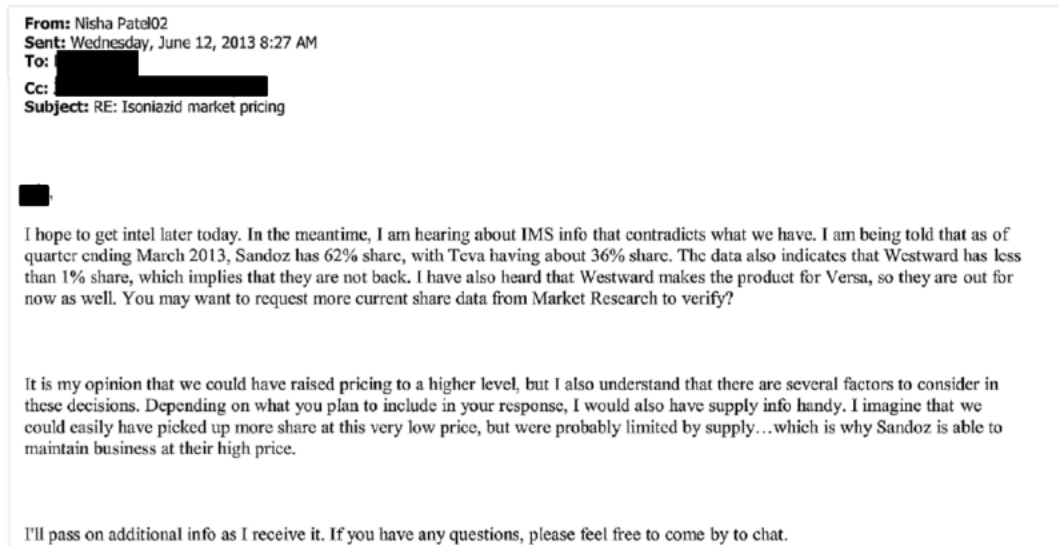 From: Nisha Patel02
Sent: Wednesday, June 12, 2013 8:27 AM
To:
Cc:
Subject: RE: Isoniazid market pricing
,
I hope to get intel later today. In the meantime, I am hearing about IMS info that contradicts what we have. I am being told that as of
quarter ending March 2013, Sandoz has 62% share, with Teva having about 36% share. The data also indicates that Westward has less
than 1% share, which implies that they are not back. I have also heard that Westward makes the product for Versa, so they are out for
now as well. You may want to request more current share data from Market Research to verify?
It is my opinion that we could have raised pricing to a higher level, but I also understand that there are several factors to consider in
these decisions. Depending on what you plan to include in your response, I would also have supply info handy. I imagine that we
could easily have picked up more share at this very low price, but were probably limited by supply…which is why Sandoz is able to
maintain business at their high price.
I'll pass on additional info as I receive it. If you have any questions, please feel free to come by to chat.